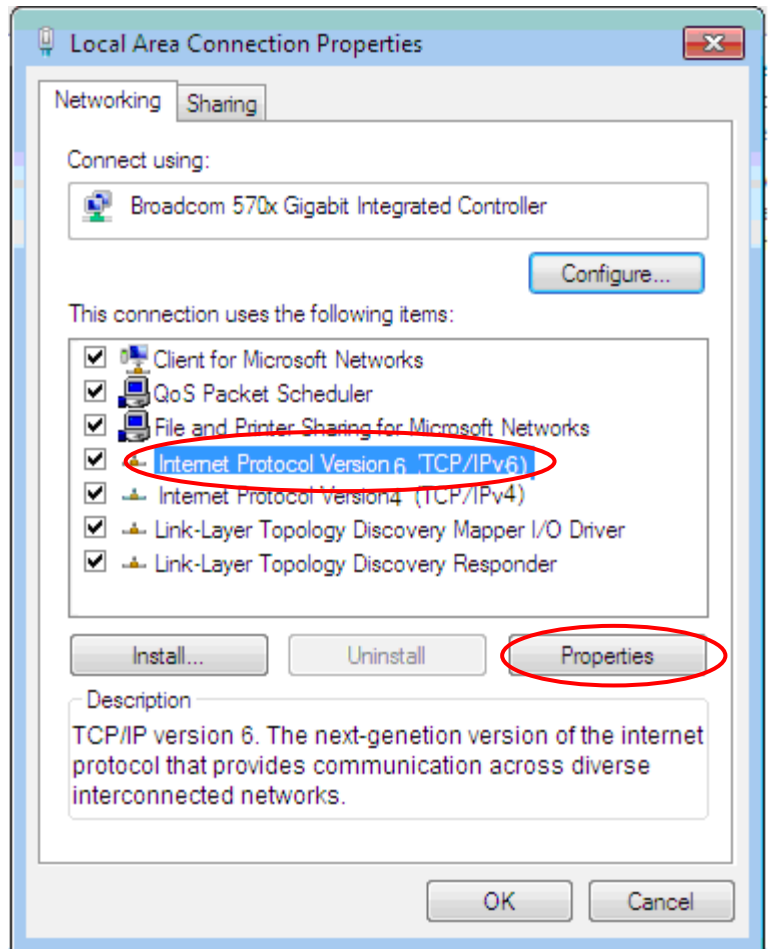 Local Area Connection Properties
Networking
Sharing
Connect using:
Broadcom 570x Gigabit Integrated Controller
Configure...
This connection uses the following items:
Client for Microsoft Networks
QoS Packet Scheduler
File and Printer Sharing for Microsoft Networks
Internet Protocol Version 6 (TCP/IPv6)
Internet Protocol Version4 (TCP/IPv4)
Link-Layer Topology Discovery Mapper I/O Driver
Link-Layer Topology Discovery Responder
Install...
Uninstall
Properties
Description
TCP/IP version 6. The next-genetion version of the internet
protocol that provides communication across diverse
interconnected networks.
OK
Cancel